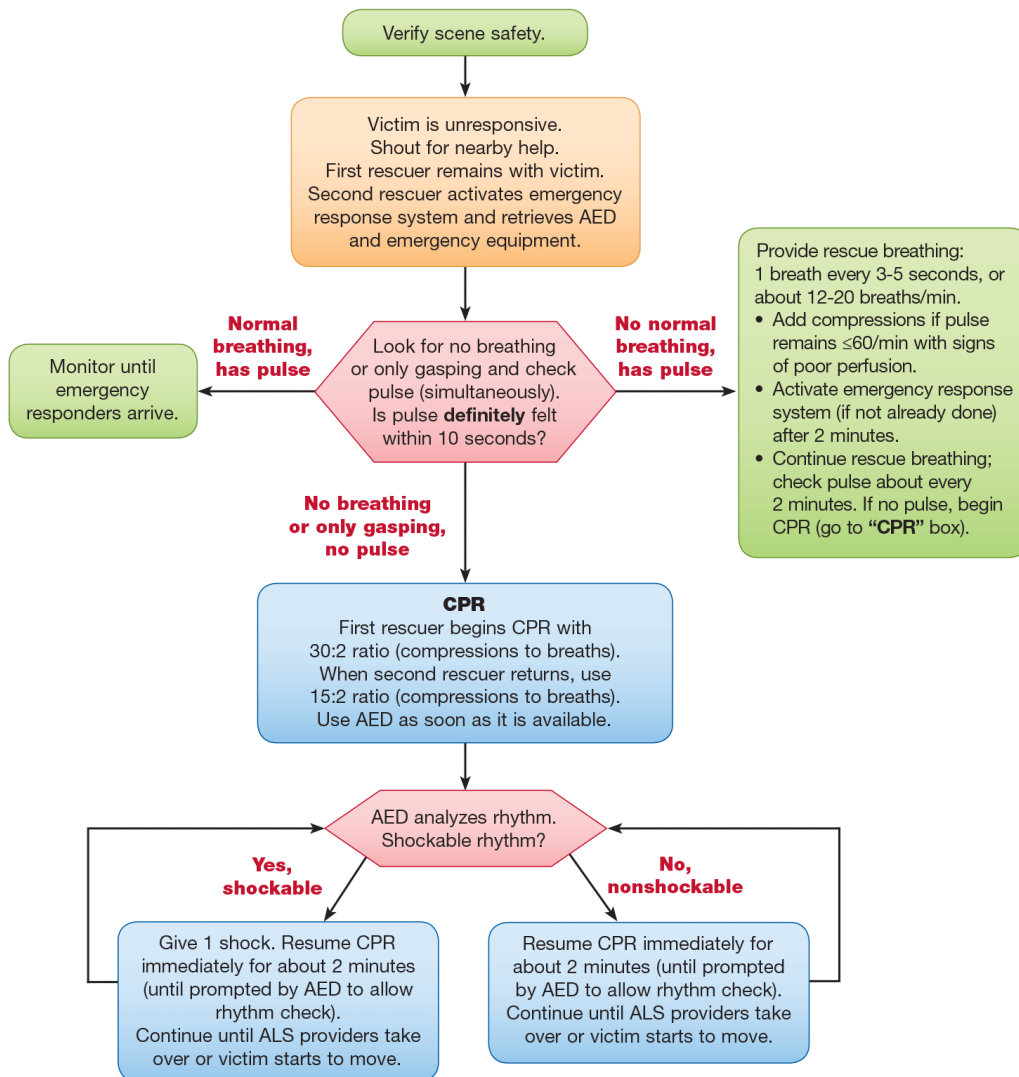 Verify scene safety.
Victim is unresponsive.
Shout for nearby help.
First rescuer remains with victim.
Second rescuer activates emergency
response system and retrieves AED
and emergency equipment.
Normal
breathing,
has pulse
Monitor until
emergency
responders arrive.
Look for no breathing
or only gasping and check
pulse (simultaneously).
Is pulse definitely felt
within 10 seconds?
No normal
breathing,
has pulse
Provide rescue breathing:
1 breath every 3-5 seconds, or
about 12-20 breaths/min.
• Add compressions if pulse
remains ≤60/min with signs
of poor perfusion.
• Activate emergency response
system (if not already done)
after 2 minutes.
• Continue rescue breathing;
check pulse about every
2 minutes. If no pulse, begin
CPR (go to “CPR” box).
No breathing
or only gasping,
no pulse
CPR
First rescuer begins CPR with
30:2 ratio (compressions to breaths).
When second rescuer returns, use
15:2 ratio (compressions to breaths).
Use AED as soon as it is available.
AED analyzes rhythm.
Shockable rhythm?
Yes,
shockable
No,
nonshockable
Give 1 shock. Resume CPR
immediately for about 2 minutes
(until prompted by AED to allow
rhythm check).
Continue until ALS providers take
over or victim starts to move.
Resume CPR immediately for
about 2 minutes (until prompted
by AED to allow rhythm check).
Continue until ALS providers take
over or victim starts to move.